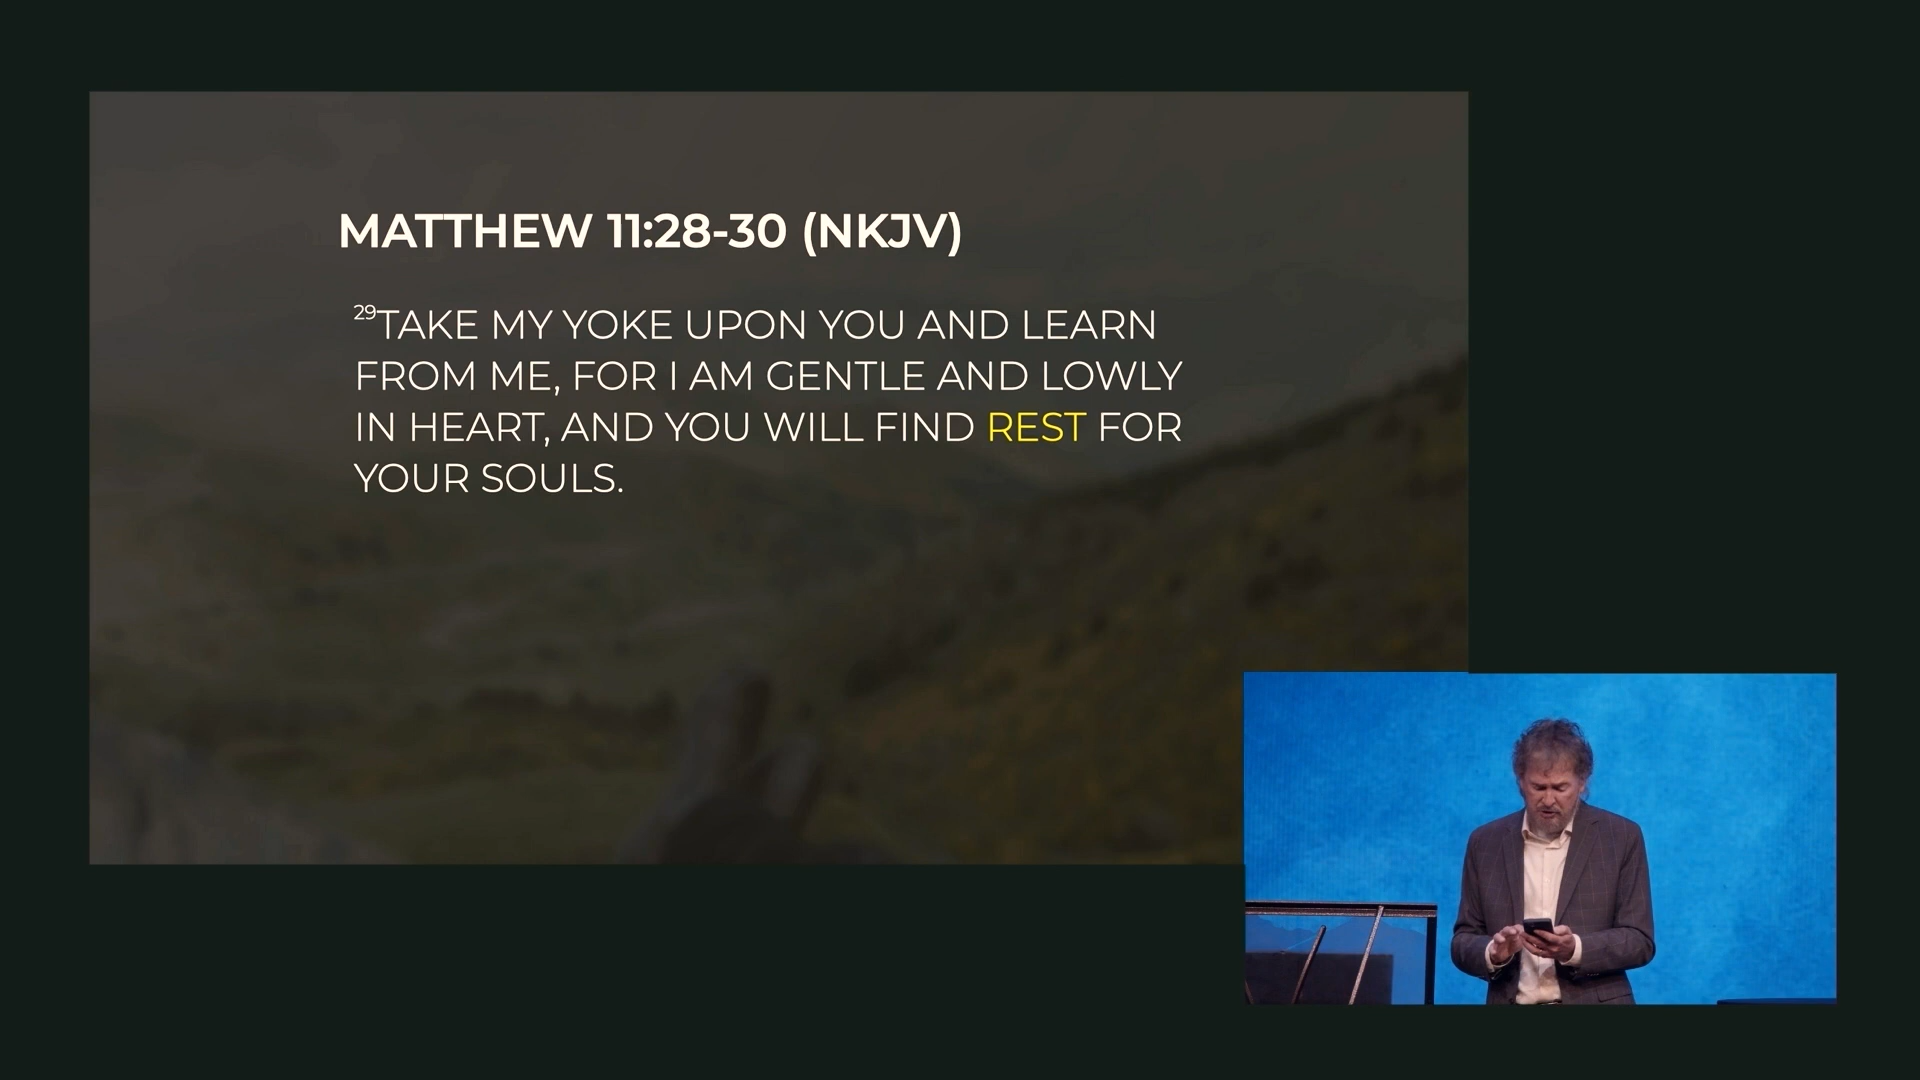 MATTHEW 11:28-30 (NKJV)
29TAKE MY YOKE UPON YOU AND LEARN
FROM ME, FOR I AM GENTLE AND LOWLY
IN HEART, AND YOU WILL FIND REST FOR
YOUR SOULS.